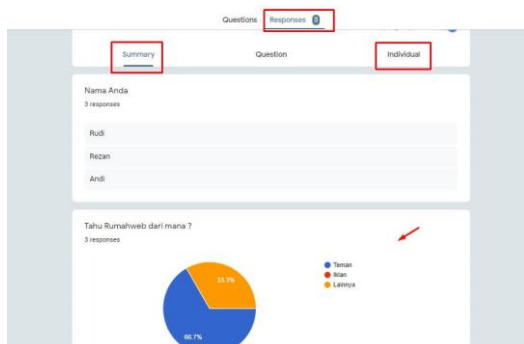 Questions Responses 3
Summary Question Individual
Nama Anda
3 responses
Rudi
Rezan
Andi
Tahu Rumahweb dari mana ?
3 responses
Teman
Iklan
Lainnya
33.3%
66.7%